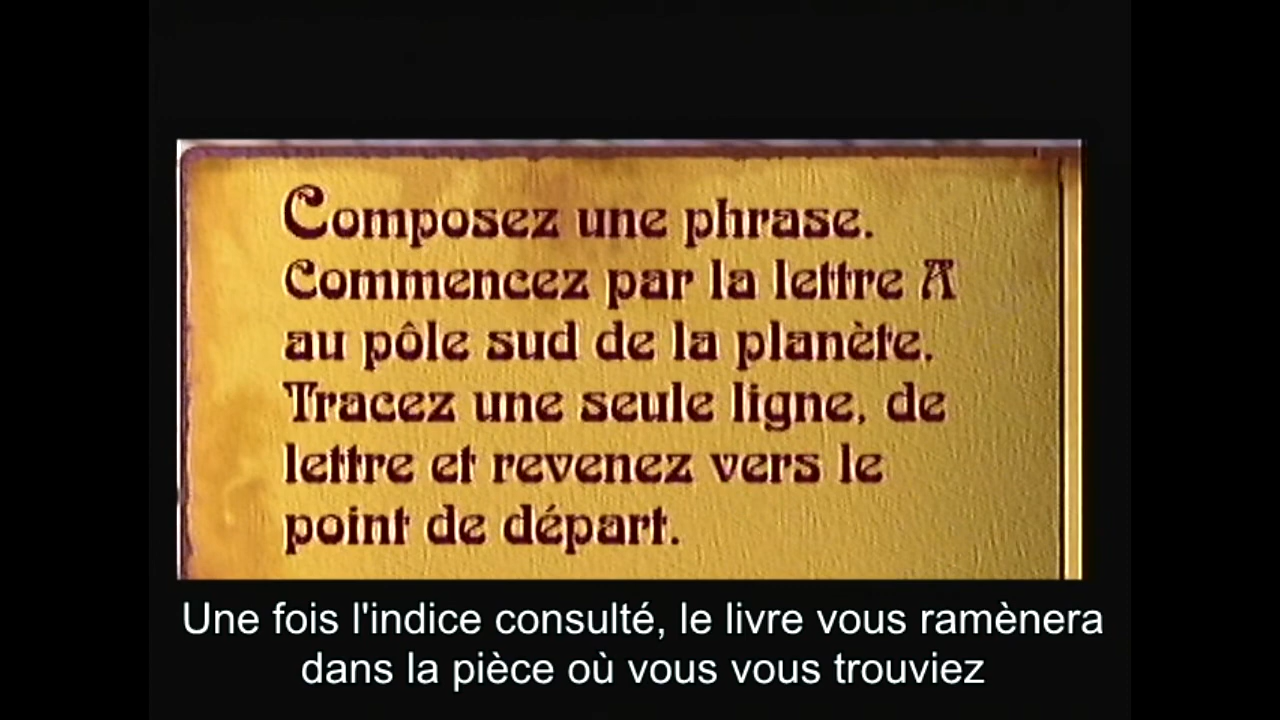 Composez une phrase.
Commencez par la lettre A
au pôle sud de la planète.
Tracez une seule ligne, de
lettre et revenez vers le
point de départ.
Une fois l'indice consulté, le livre vous ramènera
dans la pièce où vous vous trouviez